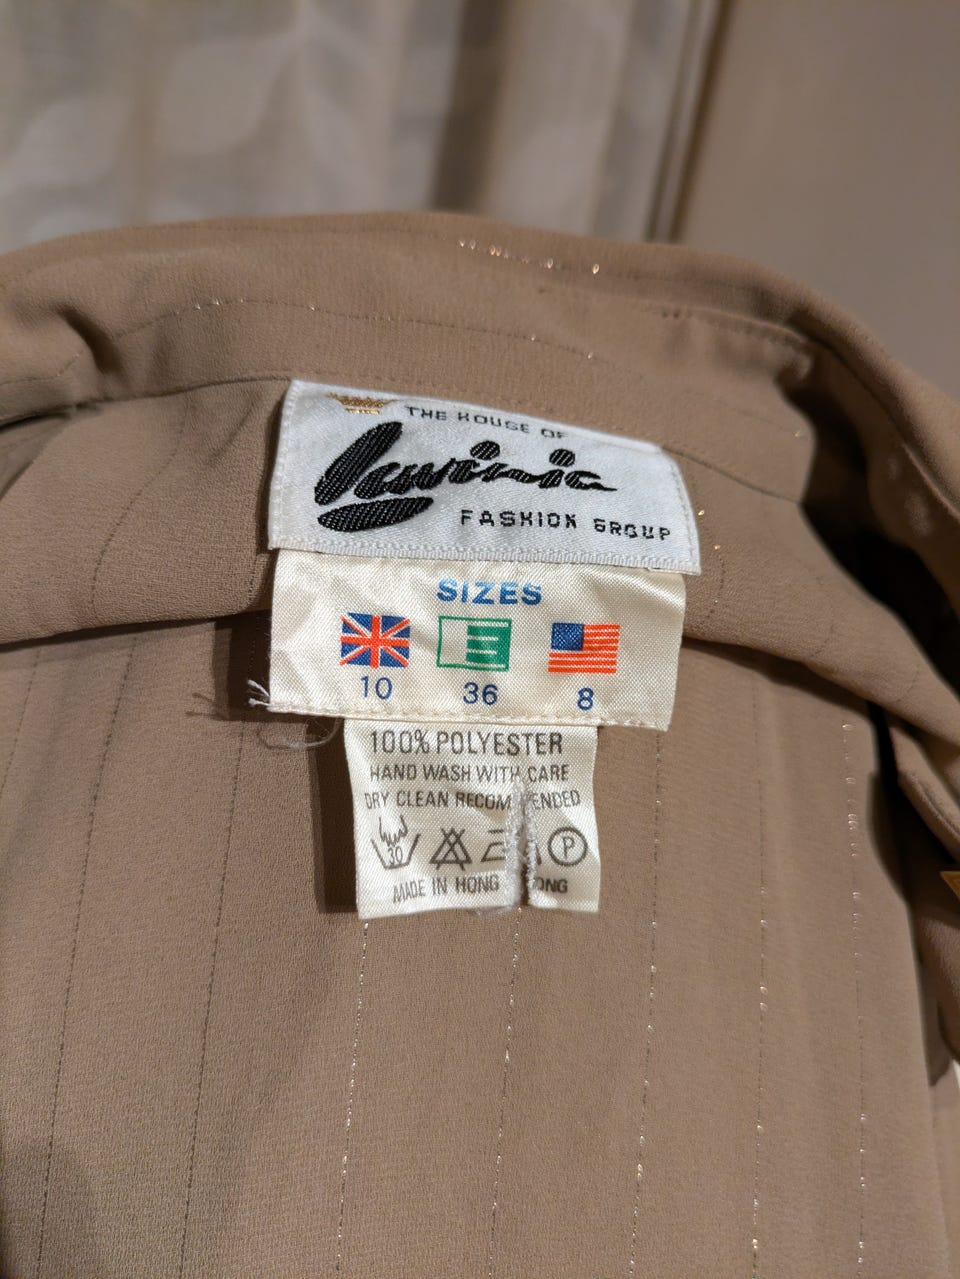 THE HOUSE OF
FASHION GROUP
SIZES
E
10 36 8
100% POLYESTER
HAND WASH WITH CARE
DRY CLEAN RECOM ENDED
30 P
MADE IN HONG ONG